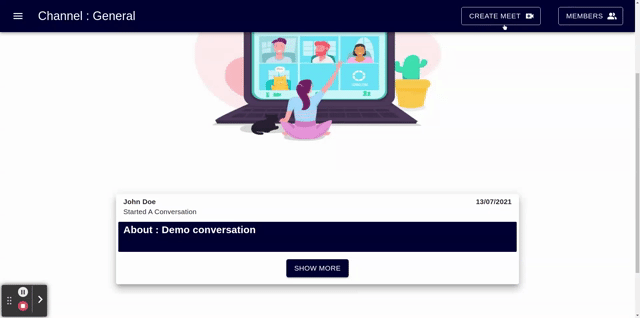 Channel : General
CREATE MEET
MEMBERS
John Doe
13/07/2021
Started A Conversation
About : Demo conversation
SHOW MORE